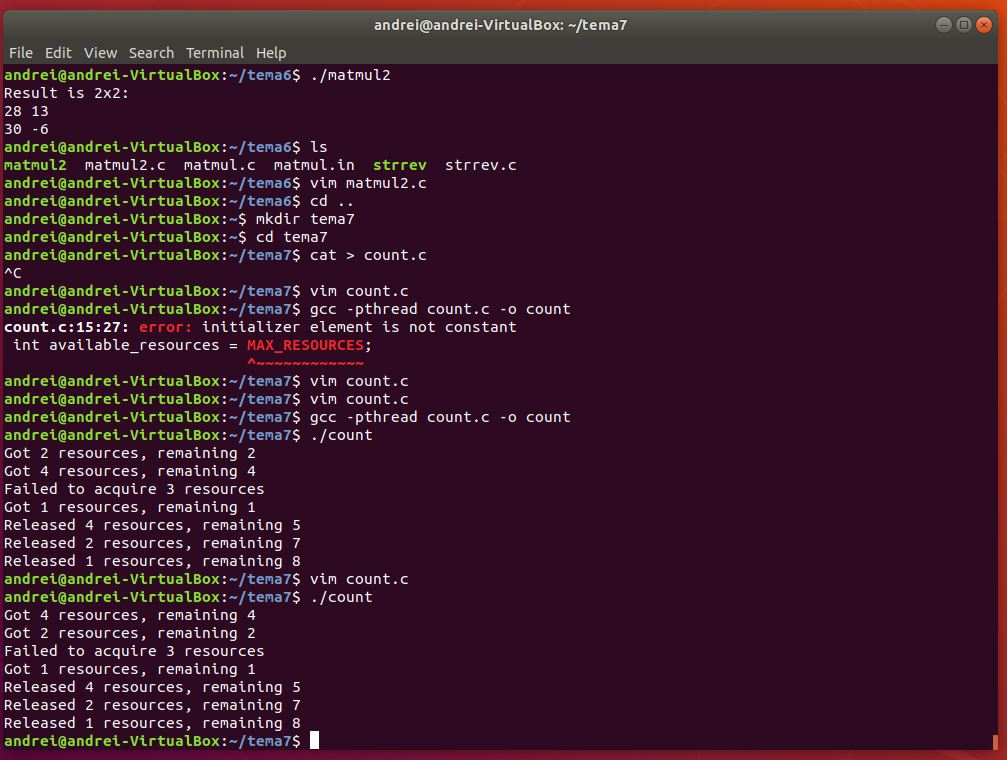 andrei@andrei-VirtualBox: ~/tema7
File Edit View Search Terminal Help
andrei@andrei-VirtualBox:~/tema6$ ./matmul2
Result is 2x2:
28 13
30 -6
andrei@andrei-VirtualBox:~/tema6$ ls
matmul2  matmul2.c  matmul.c  matmul.in  strrev  strrev.c
andrei@andrei-VirtualBox:~/tema6$ vim matmul2.c
andrei@andrei-VirtualBox:~/tema6$ cd ..
andrei@andrei-VirtualBox:~$ mkdir tema7
andrei@andrei-VirtualBox:~$ cd tema7
andrei@andrei-VirtualBox:~/tema7$ cat > count.c
^C
andrei@andrei-VirtualBox:~/tema7$ vim count.c
andrei@andrei-VirtualBox:~/tema7$ gcc -pthread count.c -o count
count.c:15:27: error: initializer element is not constant
 int available_resources = MAX_RESOURCES;
                           ^~~~~~~~~~~~~
andrei@andrei-VirtualBox:~/tema7$ vim count.c
andrei@andrei-VirtualBox:~/tema7$ vim count.c
andrei@andrei-VirtualBox:~/tema7$ gcc -pthread count.c -o count
andrei@andrei-VirtualBox:~/tema7$ ./count
Got 2 resources, remaining 2
Got 4 resources, remaining 4
Failed to acquire 3 resources
Got 1 resources, remaining 1
Released 4 resources, remaining 5
Released 2 resources, remaining 7
Released 1 resources, remaining 8
andrei@andrei-VirtualBox:~/tema7$ vim count.c
andrei@andrei-VirtualBox:~/tema7$ ./count
Got 4 resources, remaining 4
Got 2 resources, remaining 2
Failed to acquire 3 resources
Got 1 resources, remaining 1
Released 4 resources, remaining 5
Released 2 resources, remaining 7
Released 1 resources, remaining 8
andrei@andrei-VirtualBox:~/tema7$